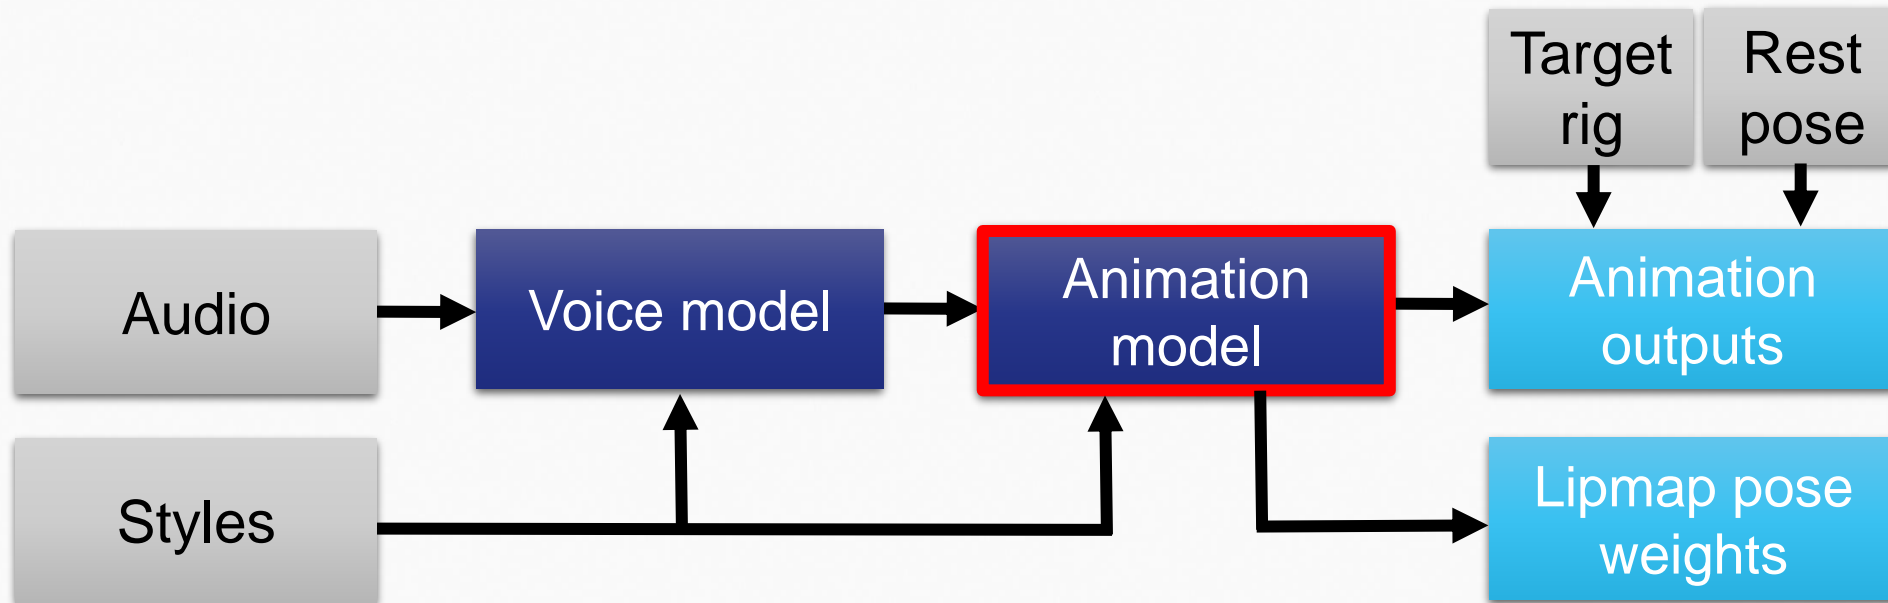 Target
rig
Rest
pose
Audio
Voice model
Animation
model
Animation
outputs
Styles
Lipmap pose
weights